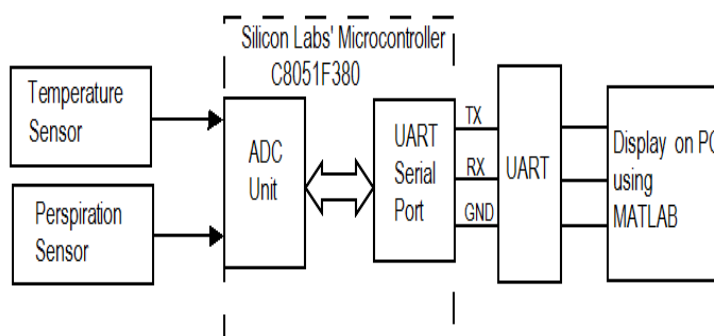 Silicon Labs' Microcontroller
C8051F380
Temperature
Sensor
Perspiration
Sensor
ADC
Unit
UART
Serial
Port
TX
RX
GND
UART
Display on PC
using
MATLAB